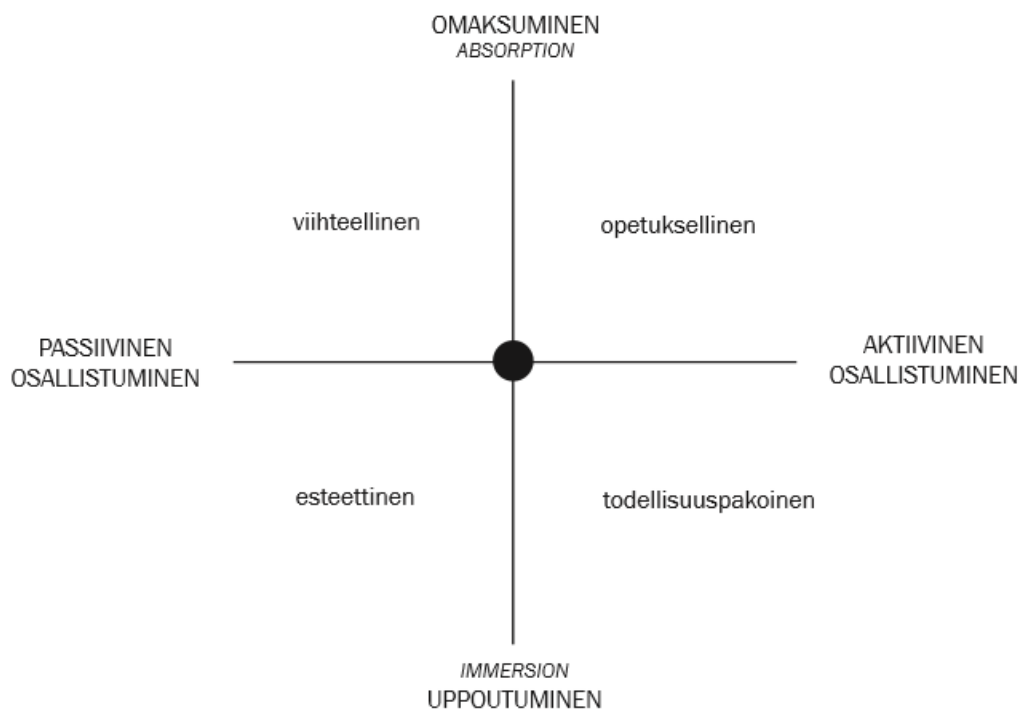 OMAKSUMINEN
ABSORPTION
viihteellinen
opetuksellinen
PASSIIVINEN
OSALLISTUMINEN
AKTIIVINEN
OSALLISTUMINEN
esteettinen
todellisuuspakoinen
IMMERSION
UPPOUTUMINEN